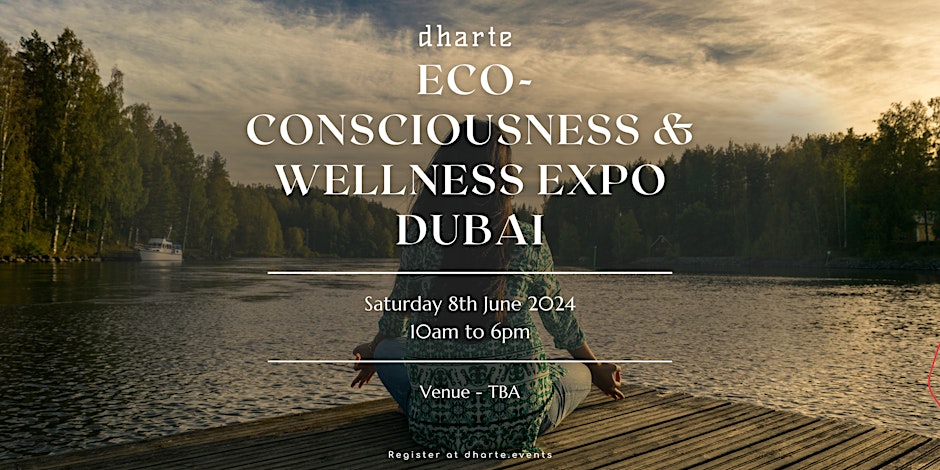 dharte
ECO-
CONSCIOUSNESS &
WELLNESS EXPO
DUBAI
Saturday 8th June 2024
10am to 6pm
Venue - TBA
Register at dharte.events